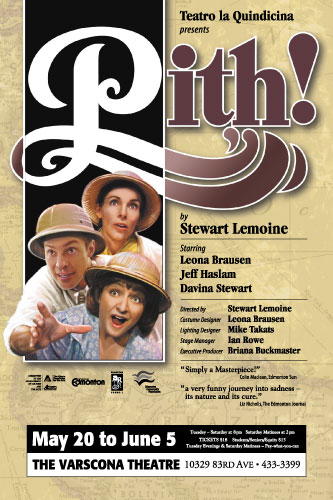 Teatro la Quindicina
presents
Pith!
by
Stewart Lemoine
Starring
Leona Brausen
Jeff Haslam
Davina Stewart
Directed by Stewart Lemoine
Costume Designer Leona Brausen
Lighting Designer Mike Takats
Stage Manager Ian Rowe
Executive Producer Briana Buckmaster
"Simply a Masterpiece!"
Colin Maclean, Edmonton Sun
"a very funny journey into sadness –
its nature and its cure."
Liz Nicholls, The Edmonton Journal
Edmonton
May 20 to June 5
Tuesday – Saturday at 8pm Saturday Matinees at 2pm
TICKETS $18 Students/Seniors/Equity $15
Tuesday Evenings & Saturday Matinees – Pay-what-you-can
THE VARSCONA THEATRE 10329 83RD AVE • 433-3399